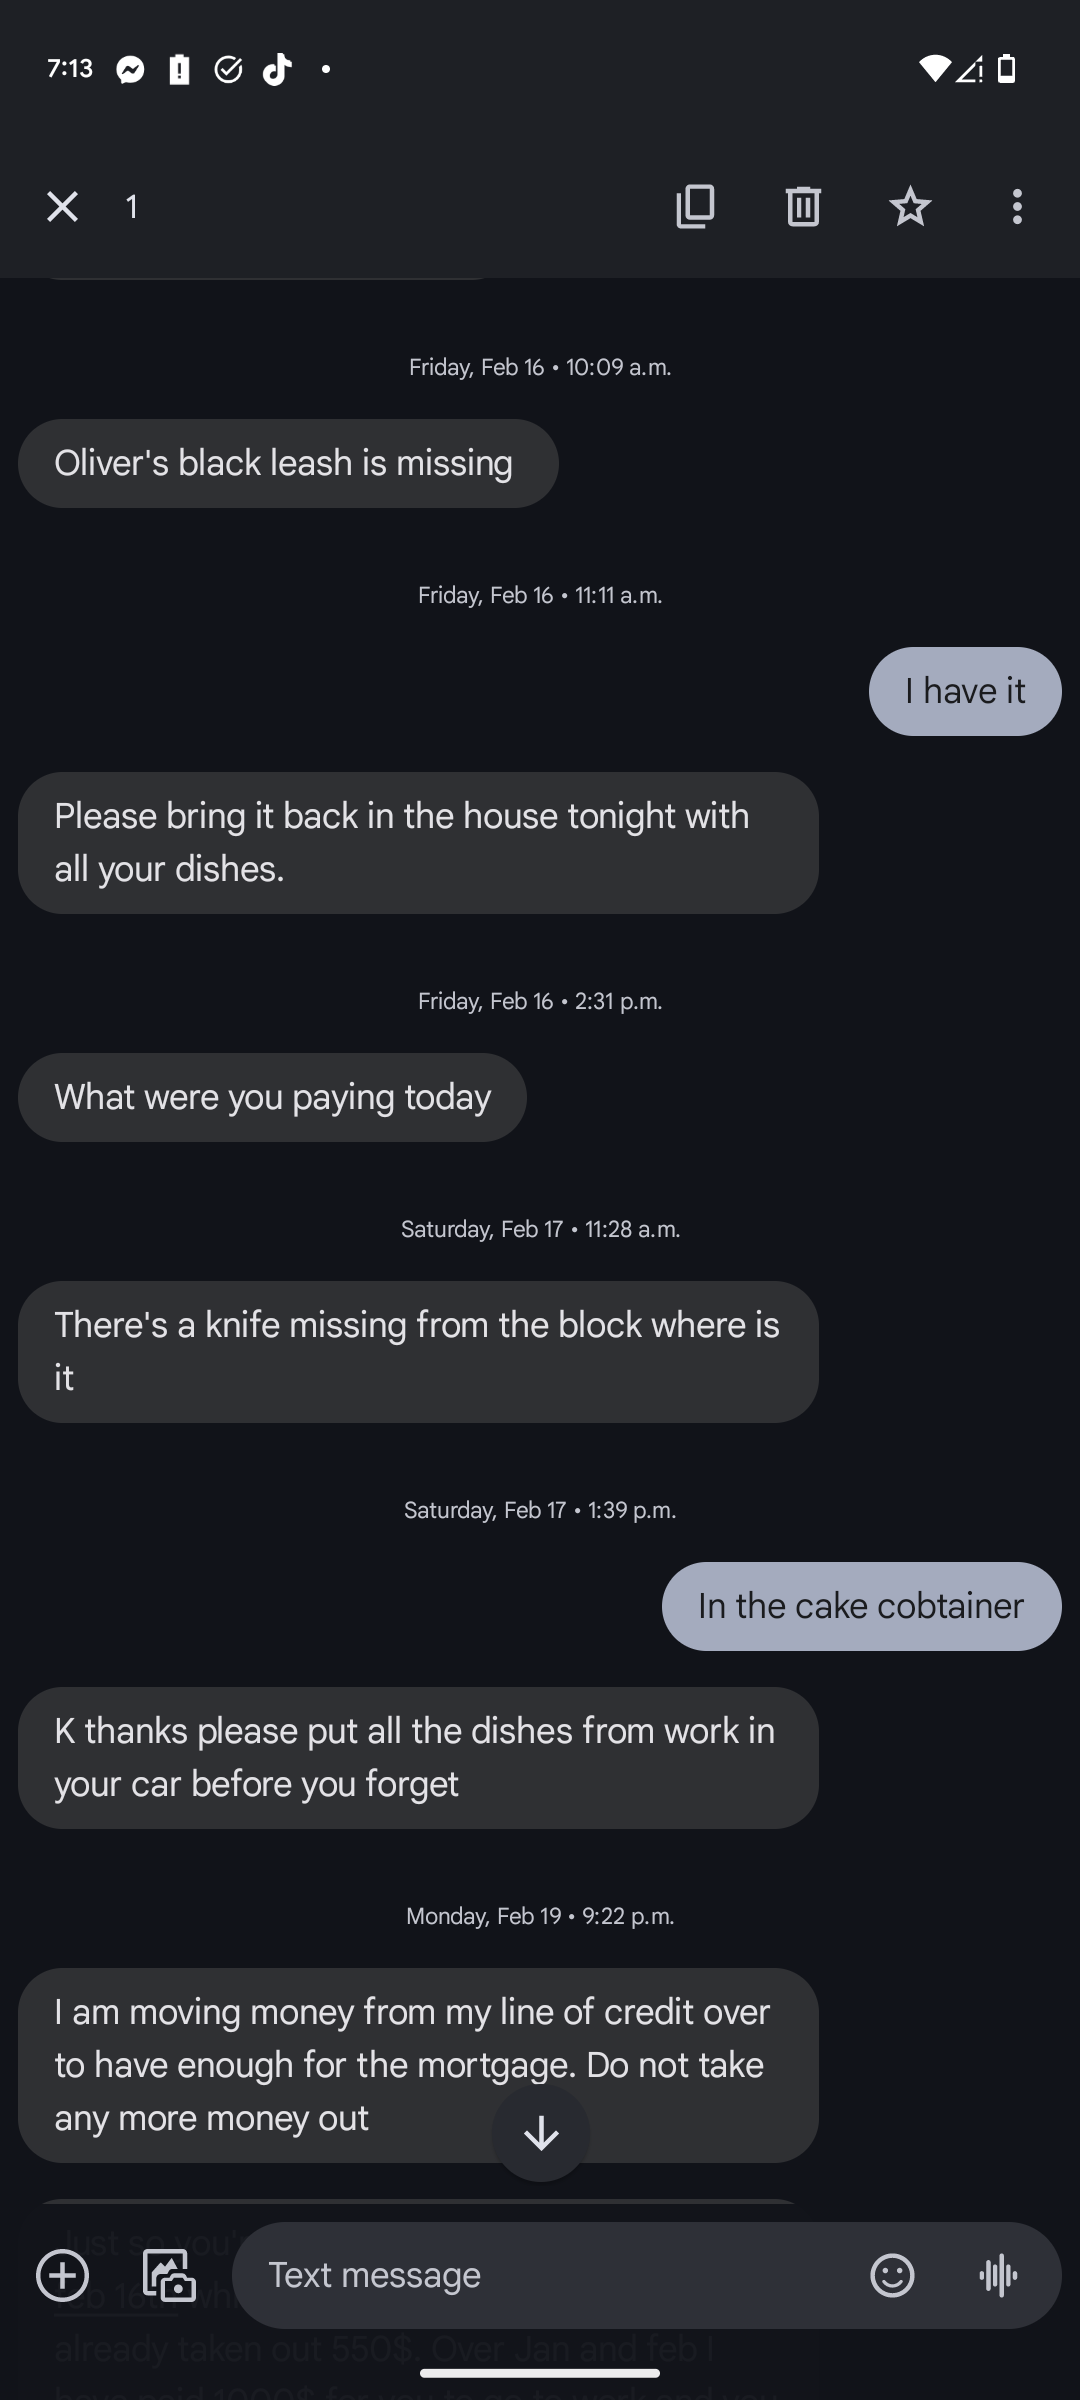 7:13
1
Friday, Feb 16 • 10:09 a.m.
Oliver's black leash is missing
Friday, Feb 16 • 11:11 a.m.
I have it
Please bring it back in the house tonight with
all your dishes.
Friday, Feb 16 • 2:31 p.m.
What were you paying today
Saturday, Feb 17 • 11:28 a.m.
There's a knife missing from the block where is
it
Saturday, Feb 17 • 1:39 p.m.
In the cake cobtainer
K thanks please put all the dishes from work in
your car before you forget
Monday, Feb 19 • 9:22 p.m.
I am moving money from my line of credit over
to have enough for the mortgage. Do not take
any more money out
Just so you'r
Text message
already taken out 550$. Over Jan and feb I